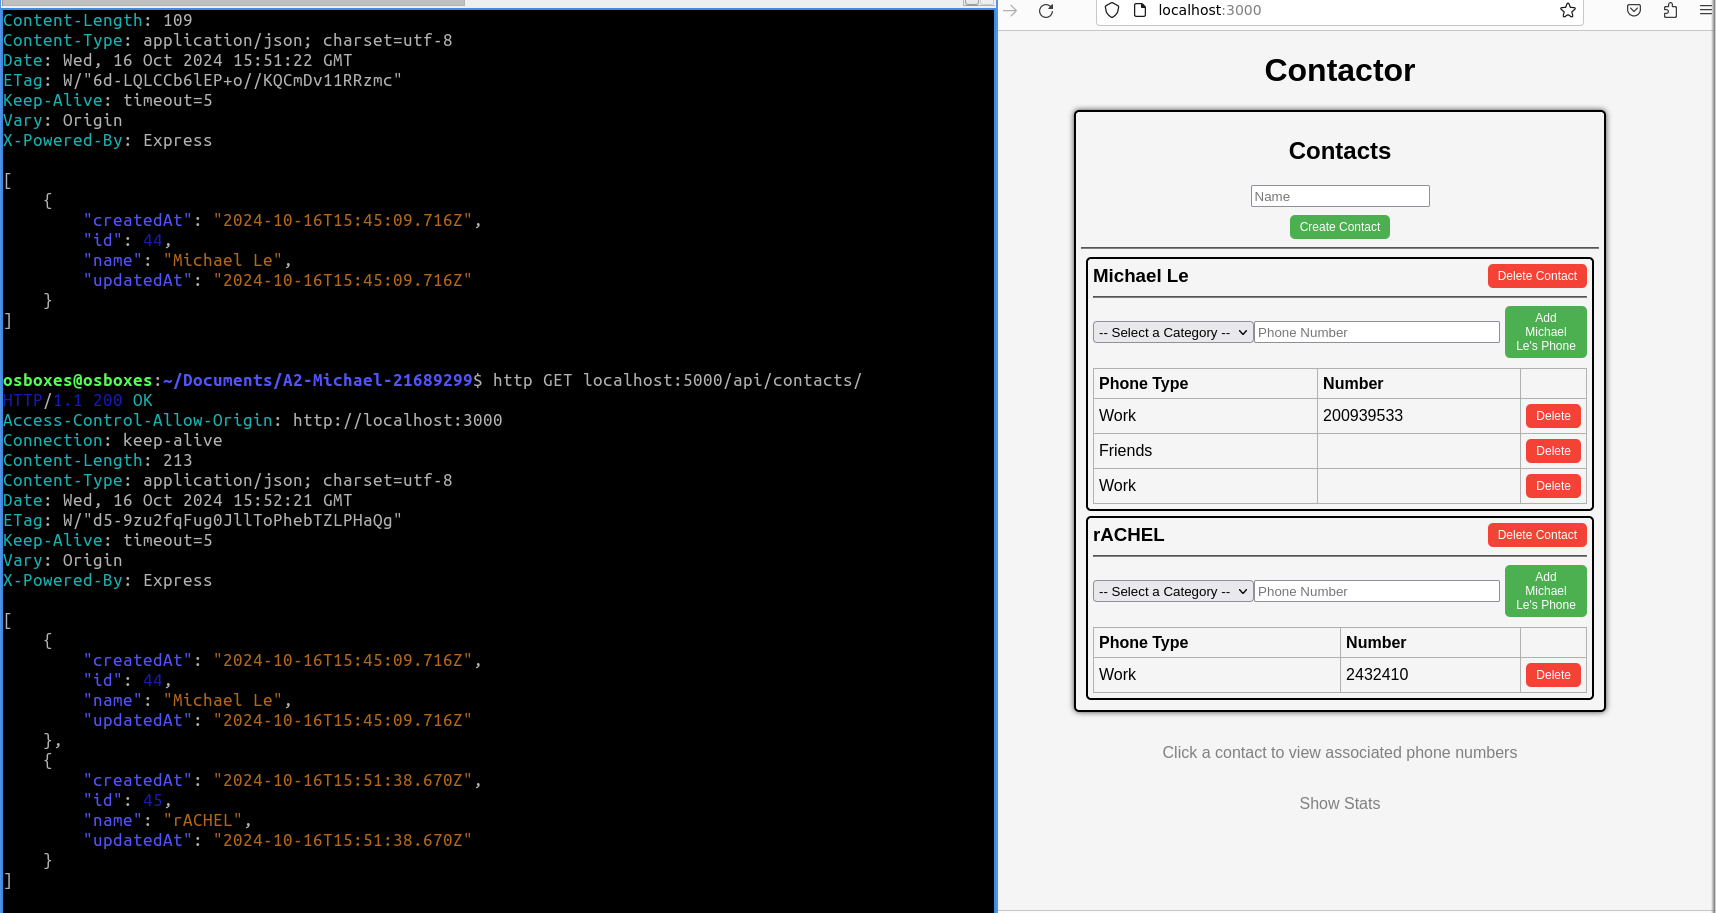 Content-Length: 109
Content-Type: application/json; charset=utf-8
Date: Wed, 16 Oct 2024 15:51:22 GMT
ETag: W/"6d-LQLCCb6lEP+o//KQCmDv11RRzmc"
Keep-Alive: timeout=5
Vary: Origin
X-Powered-By: Express
[
    {
        "createdAt": "2024-10-16T15:45:09.716Z",
        "id": 44,
        "name": "Michael Le",
        "updatedAt": "2024-10-16T15:45:09.716Z"
    }
]
osboxes@osboxes:~/Documents/A2-Michael-21689299$ http GET localhost:5000/api/contacts/
HTTP/1.1 200 OK
Access-Control-Allow-Origin: http://localhost:3000
Connection: keep-alive
Content-Length: 213
Content-Type: application/json; charset=utf-8
Date: Wed, 16 Oct 2024 15:52:21 GMT
ETag: W/"d5-9zu2fqFug0JllToPhebTZLPHaQg"
Keep-Alive: timeout=5
Vary: Origin
X-Powered-By: Express
[
    {
        "createdAt": "2024-10-16T15:45:09.716Z",
        "id": 44,
        "name": "Michael Le",
        "updatedAt": "2024-10-16T15:45:09.716Z"
    },
    {
        "createdAt": "2024-10-16T15:51:38.670Z",
        "id": 45,
        "name": "rACHEL",
        "updatedAt": "2024-10-16T15:51:38.670Z"
    }
]
localhost:3000
Contactor
Contacts
Name
Create Contact
Michael Le Delete Contact
-- Select a Category -- Phone Number Add
Michael
Le's Phone
Phone Type Number
Work 200939533 Delete
Friends Delete
Work Delete
rACHEL Delete Contact
-- Select a Category -- Phone Number Add
Michael
Le's Phone
Phone Type Number
Work 2432410 Delete
Click a contact to view associated phone numbers
Show Stats